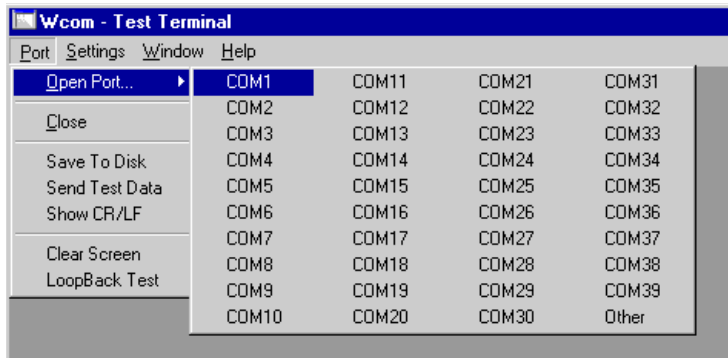 Wcom - Test Terminal
Port Settings Window Help
Open Port...
Close
Save To Disk
Send Test Data
Show CR/LF
Clear Screen
LoopBack Test
COM1 COM11 COM21 COM31
COM2 COM12 COM22 COM32
COM3 COM13 COM23 COM33
COM4 COM14 COM24 COM34
COM5 COM15 COM25 COM35
COM6 COM16 COM26 COM36
COM7 COM17 COM27 COM37
COM8 COM18 COM28 COM38
COM9 COM19 COM29 COM39
COM10 COM20 COM30 Other